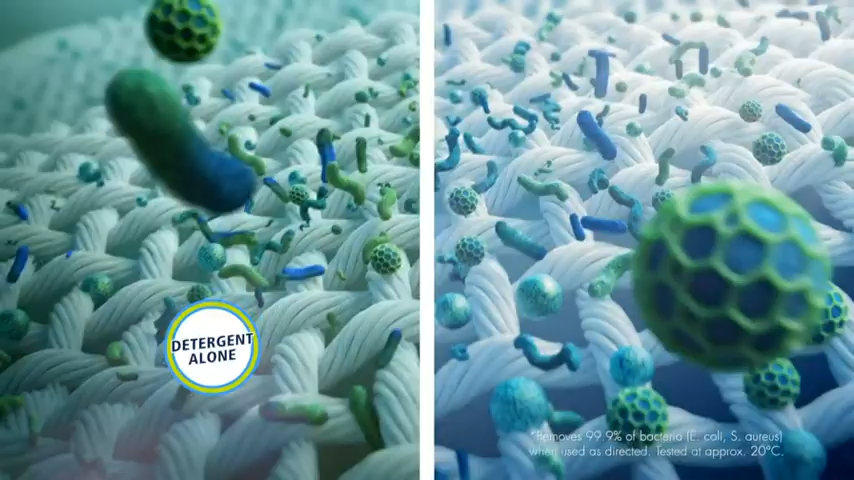 DETERGENT
ALONE
*Removes 99.9% of bacteria (E. coli, S. aureus)
when used as directed. Tested at approx. 20°C.